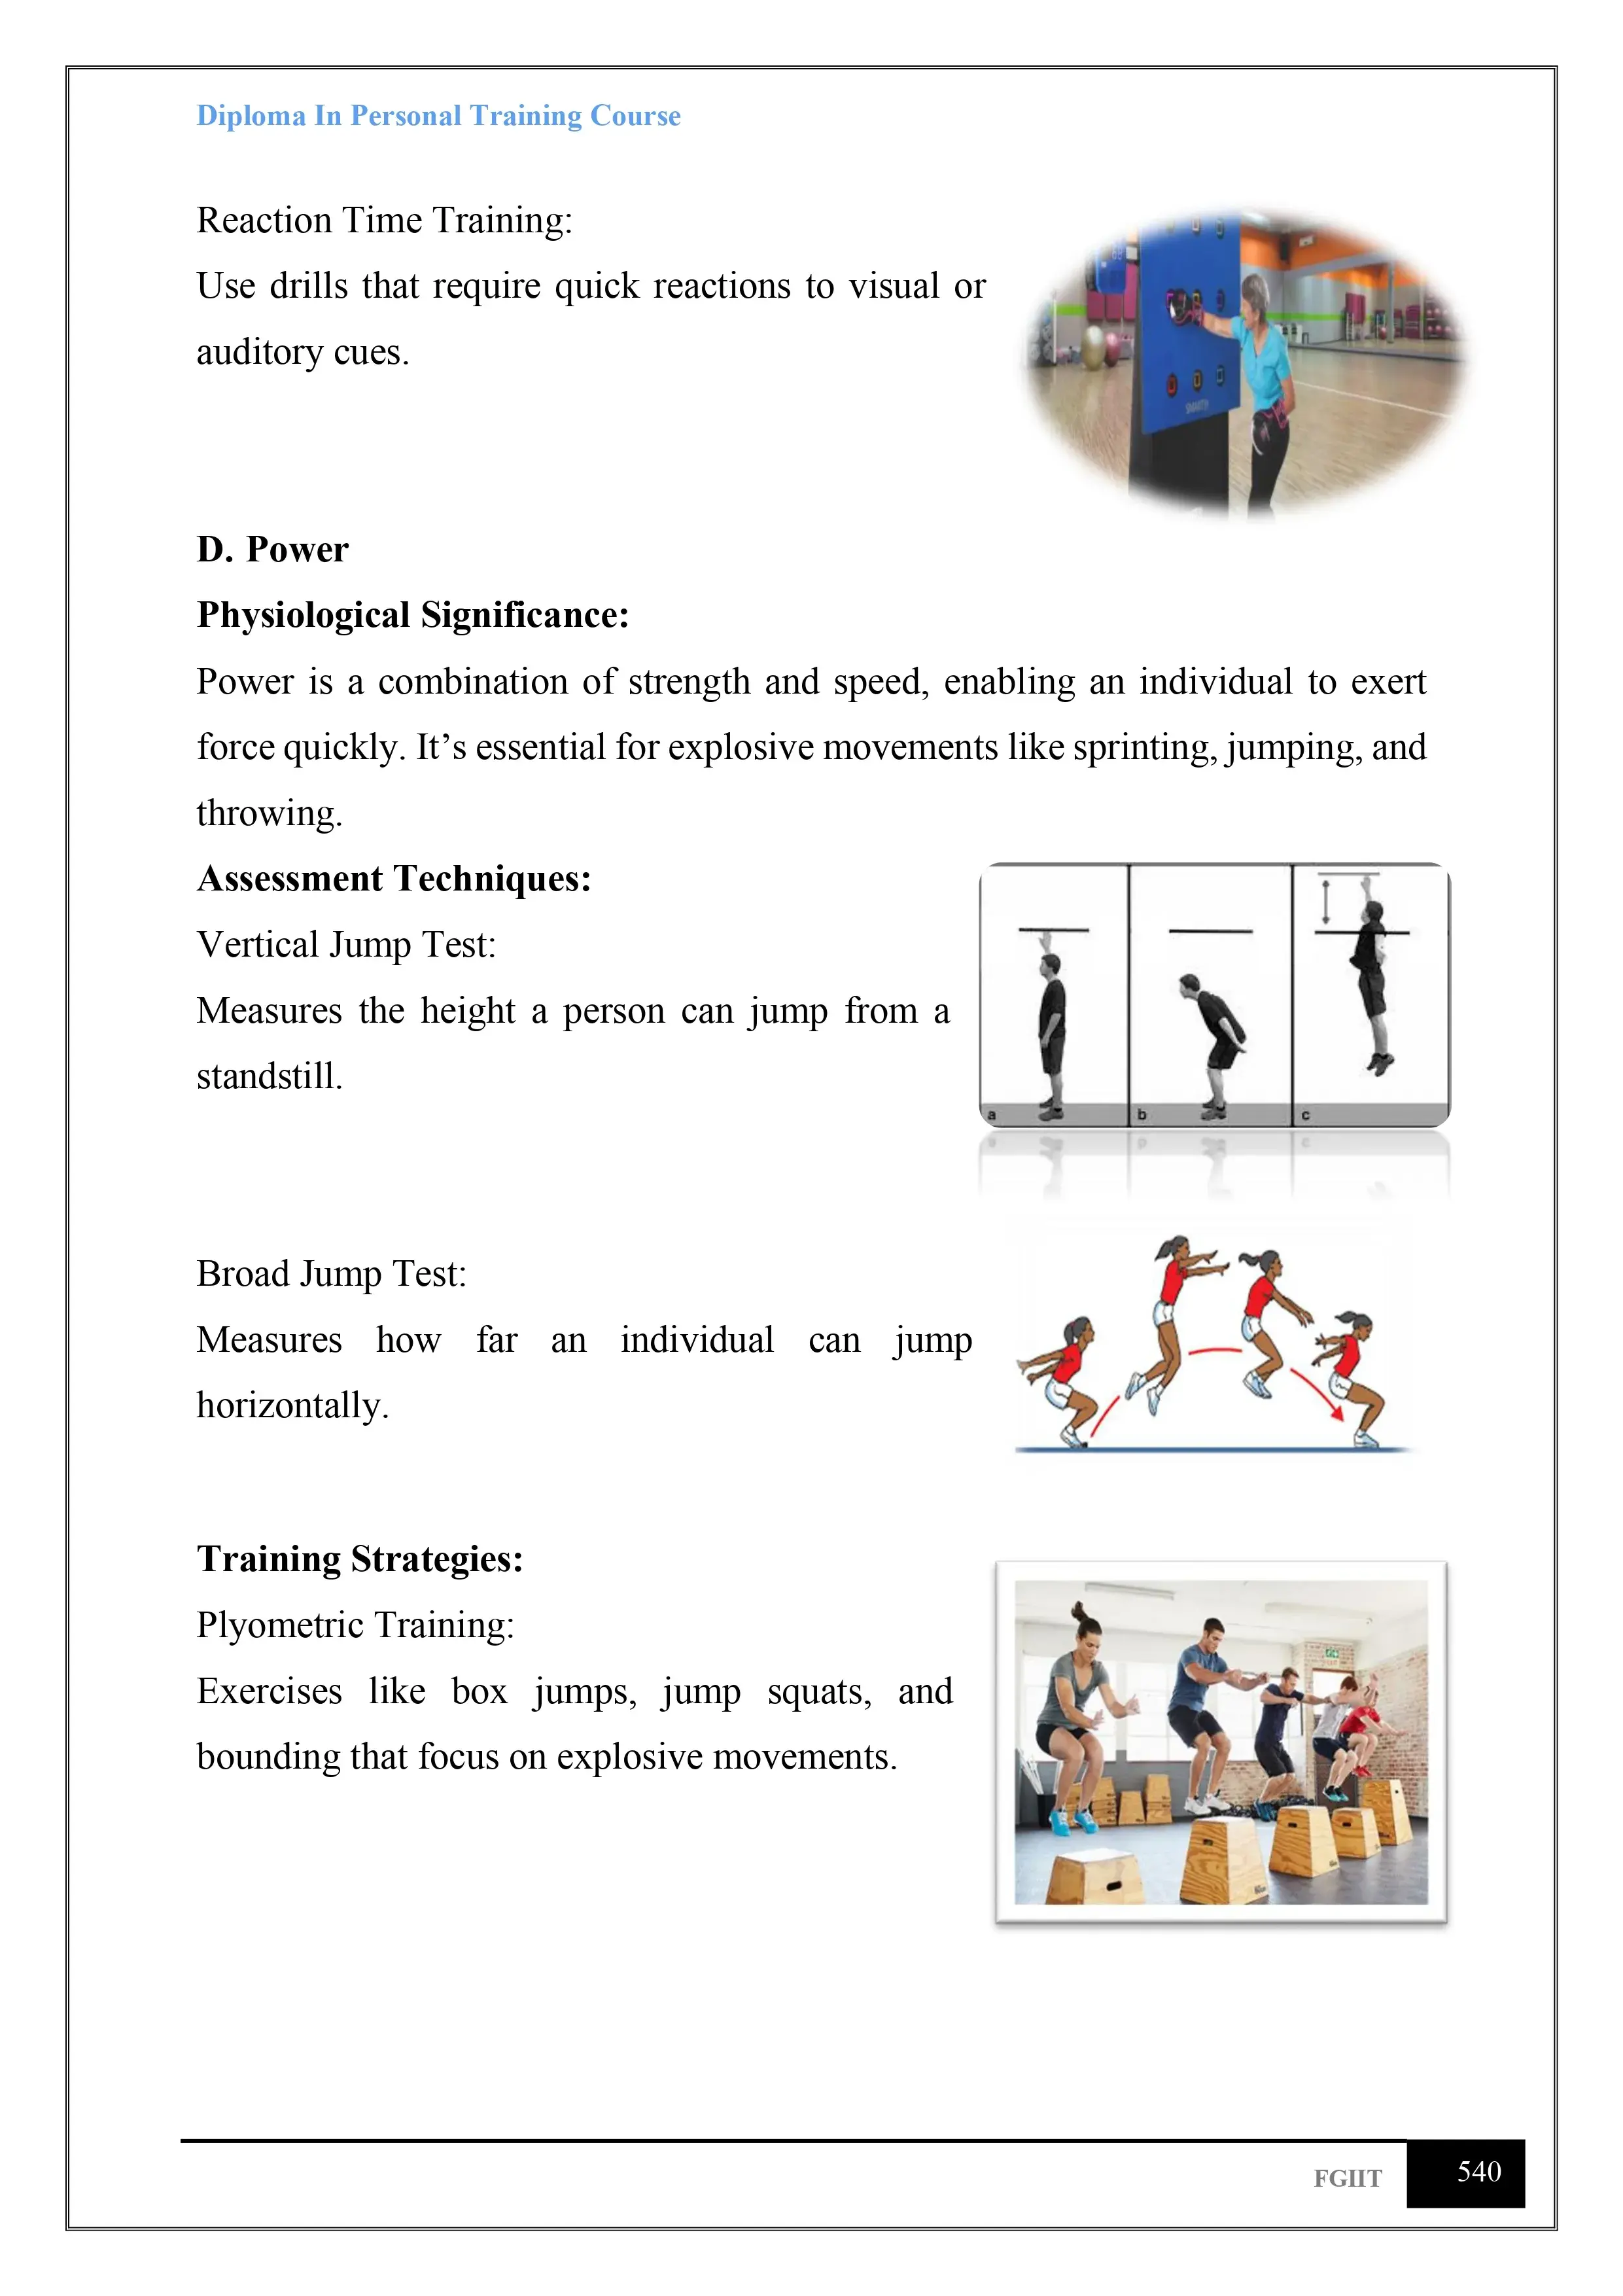 Diploma In Personal Training Course
Reaction Time Training:
Use drills that require quick reactions to visual or
auditory cues.
D. Power
Physiological Significance:
Power is a combination of strength and speed, enabling an individual to exert
force quickly. It’s essential for explosive movements like sprinting, jumping, and
throwing.
Assessment Techniques:
Vertical Jump Test:
Measures the height a person can jump from a
standstill.
a
b
c
Broad Jump Test:
Measures how far an individual can jump
horizontally.
Training Strategies:
Plyometric Training:
Exercises like box jumps, jump squats, and
bounding that focus on explosive movements.
FGIIT
540